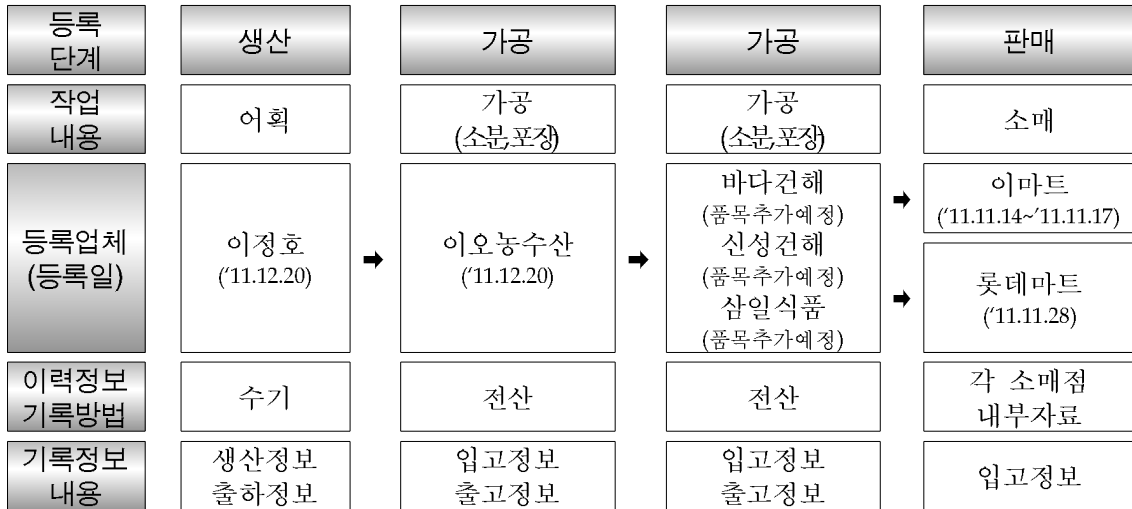 등록
단계
생산
가공
가공
판매
작업
내용
어획
가공
(소분,포장)
가공
(소분,포장)
소매
등록업체
(등록일)
이정호
('11.12.20)
➡
이오농수산
('11.12.20)
➡
바다건해
(품목추가예정)
신성건해
(품목추가예정)
삼일식품
(품목추가예정)
➡
이마트
('11.11.14~'11.11.17)
➡
롯데마트
('11.11.28)
이력정보
기록방법
수기
전산
전산
각 소매점
내부자료
기록정보
내용
생산정보
출하정보
입고정보
출고정보
입고정보
출고정보
입고정보